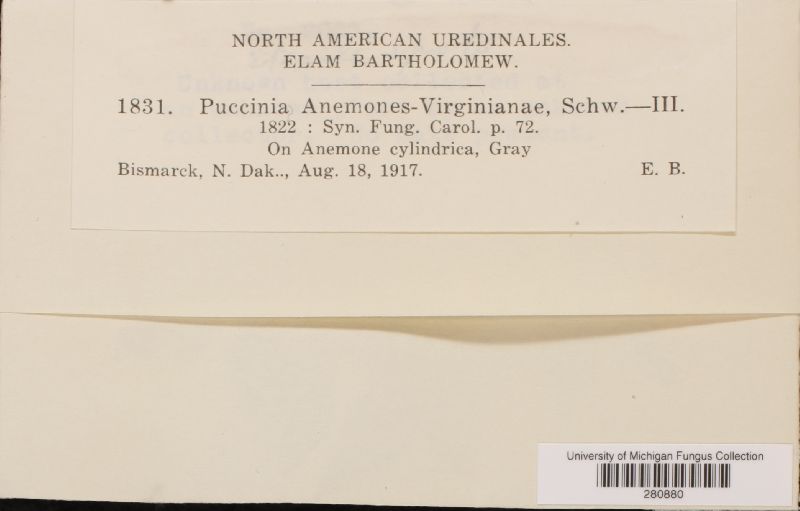 NORTH AMERICAN UREDINALES.
ELAM BARTHOLOMEW.
1831. Puccinia Anemones-Virginianae, Schw.—III.
1822 : Syn. Fung. Carol. p. 72.
On Anemone cylindrica, Gray
Bismarck, N. Dak.., Aug. 18, 1917. E. B.
University of Michigan Fungus Collection
280880